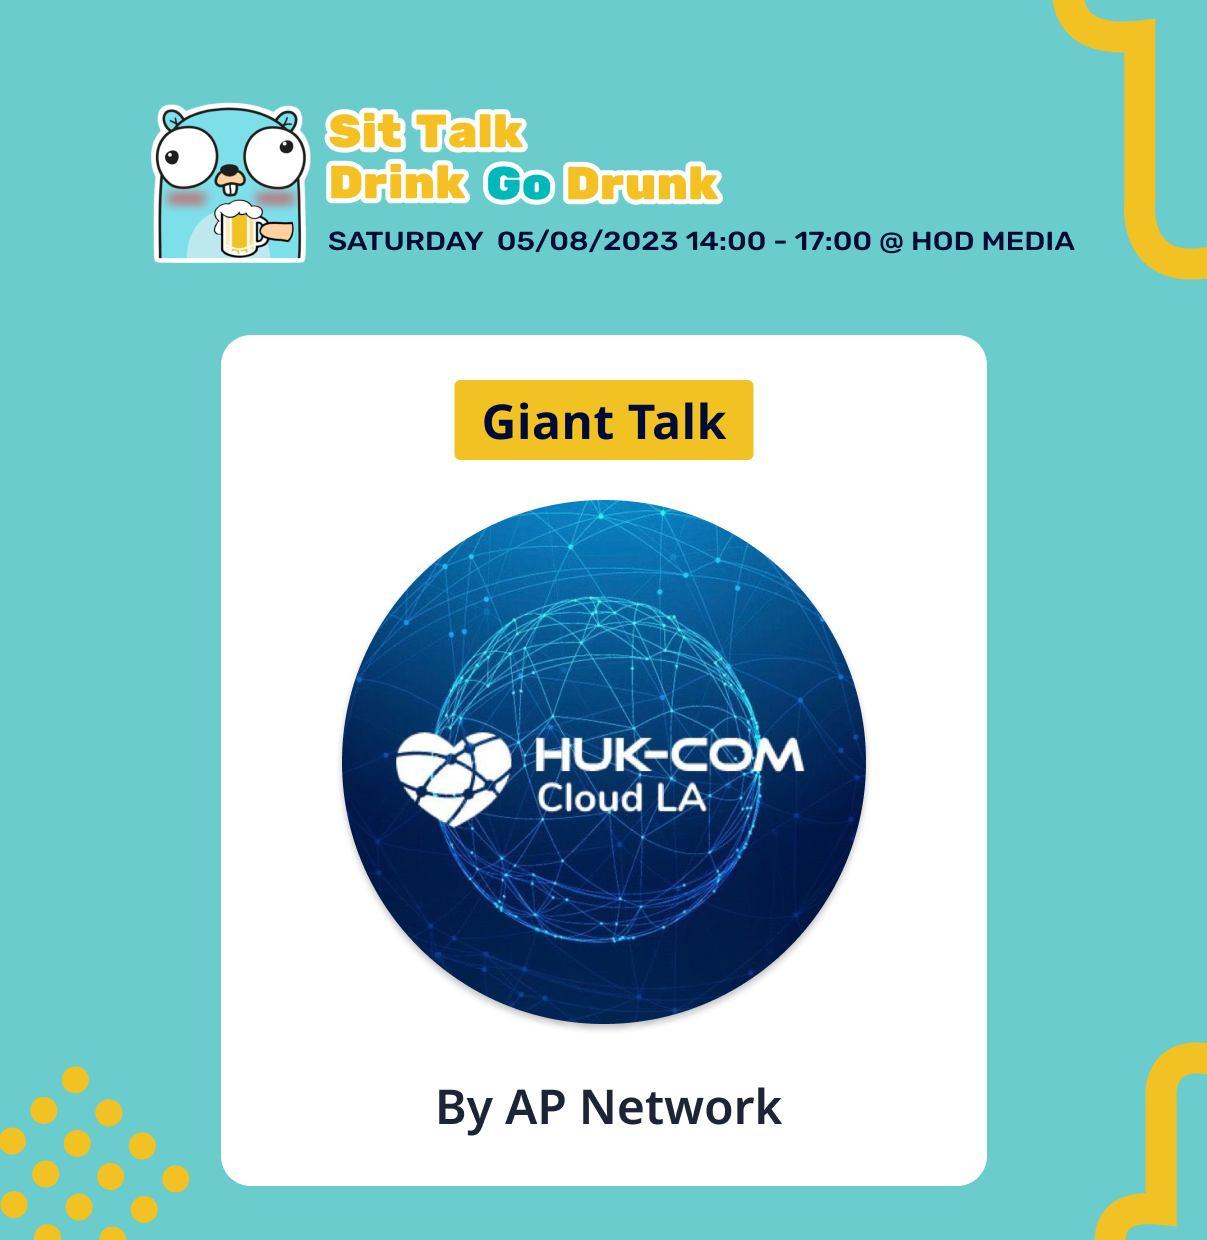 Sit Talk
Drink Go Drunk
SATURDAY 05/08/2023 14:00 - 17:00 @ HOD MEDIA
Giant Talk
HUK-COM
Cloud LA
By AP Network